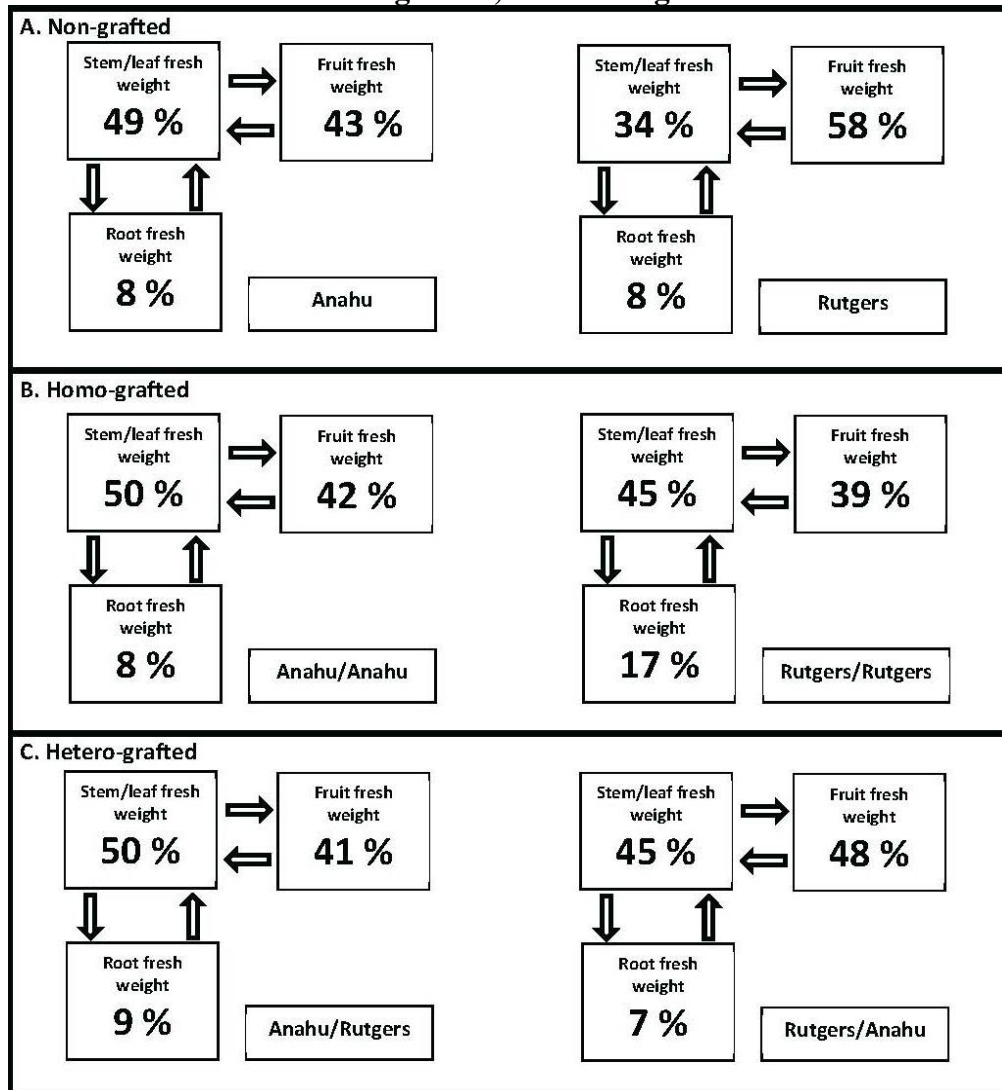 A. Non-grafted
Stem/leaf fresh
weight
49 %
Fruit fresh
weight
43 %
Root fresh
weight
8 %
Anahu
Stem/leaf fresh
weight
34 %
Fruit fresh
weight
58 %
Root fresh
weight
8 %
Rutgers
B. Homo-grafted
Stem/leaf fresh
weight
50 %
Fruit fresh
weight
42 %
Root fresh
weight
8 %
Anahu/Anahu
Stem/leaf fresh
weight
45 %
Fruit fresh
weight
39 %
Root fresh
weight
17 %
Rutgers/Rutgers
C. Hetero-grafted
Stem/leaf fresh
weight
50 %
Fruit fresh
weight
41 %
Root fresh
weight
9 %
Anahu/Rutgers
Stem/leaf fresh
weight
45 %
Fruit fresh
weight
48 %
Root fresh
weight
7 %
Rutgers/Anahu